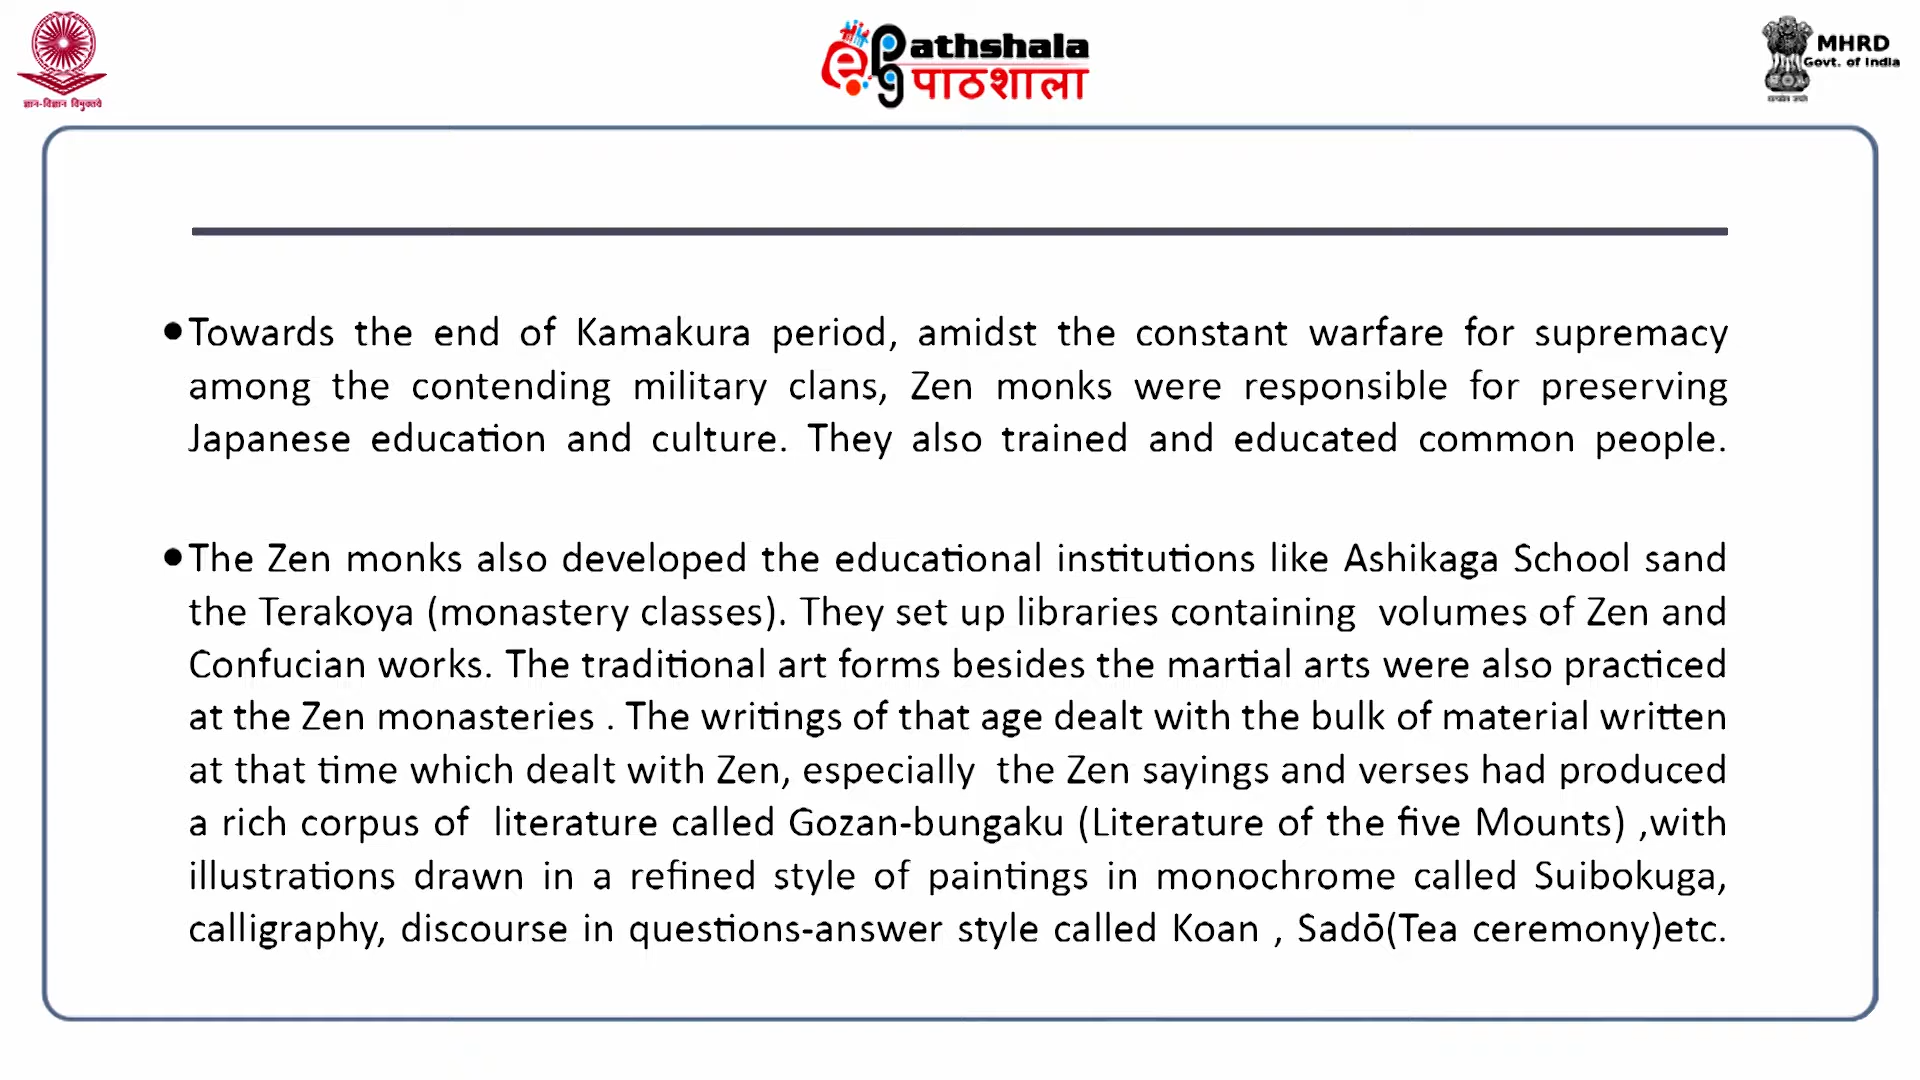 ज्ञान-विज्ञान विमुक्तये
ePG Pathshala
पाठशाला
MHRD
Govt. of India
•Towards the end of Kamakura period, amidst the constant warfare for supremacy
among the contending military clans, Zen monks were responsible for preserving
Japanese education and culture. They also trained and educated common people.
•The Zen monks also developed the educational institutions like Ashikaga School sand
the Terakoya (monastery classes). They set up libraries containing volumes of Zen and
Confucian works. The traditional art forms besides the martial arts were also practiced
at the Zen monasteries . The writings of that age dealt with the bulk of material written
at that time which dealt with Zen, especially the Zen sayings and verses had produced
a rich corpus of literature called Gozan-bungaku (Literature of the five Mounts) ,with
illustrations drawn in a refined style of paintings in monochrome called Suibokuga,
calligraphy, discourse in questions-answer style called Koan , Sadō(Tea ceremony)etc.